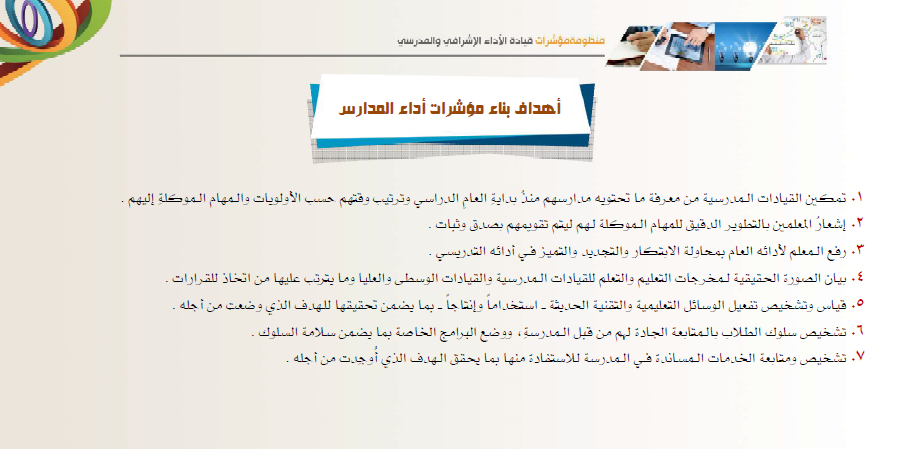 منظومة مؤشرات قيادة الأداء الإشرافي والمدرسي
أهداف بناء مؤشرات أداء المدارس
١. تمكين القيادات المدرسية من معرفة ما تحتويه مدارسهم منذُ بداية العام الدراسي وترتيب وقتهم حسب الأولويات والمهام الموكلة إليهم .
٢. إشعارُ المعلمين بالتطوير الدقيق للمهام الموكلة لهم ليتم تقويمهم بصدق وثبات .
٣. رفع المعلم لأدائه العام بمحاولة الابتكار والتجديد والتميز في أدائه التدريسي .
٤. بيان الصورة الحقيقية لمخرجات التعليم والتعلم للقيادات المدرسية والقيادات الوسطى والعليا وما يترتب عليها من اتخاذ للقرارات .
٥. قياس وتشخيص تفعيل الوسائل التعليمية والتقنية الحديثة ـ استخداماً وإنتاجاً ـ بما يضمن تحقيقها للهدف الذي وضعت من أجله .
٦. تشخيص سلوك الطلاب بالمتابعة الجادة لهم من قبل المدرسة، ووضع البرامج الخاصة بما يضمن سلامة السلوك .
٧. تشخيص ومتابعة الخدمات المساندة في المدرسة للاستفادة منها بما يحقق الهدف الذي أُوجدت من أجله .